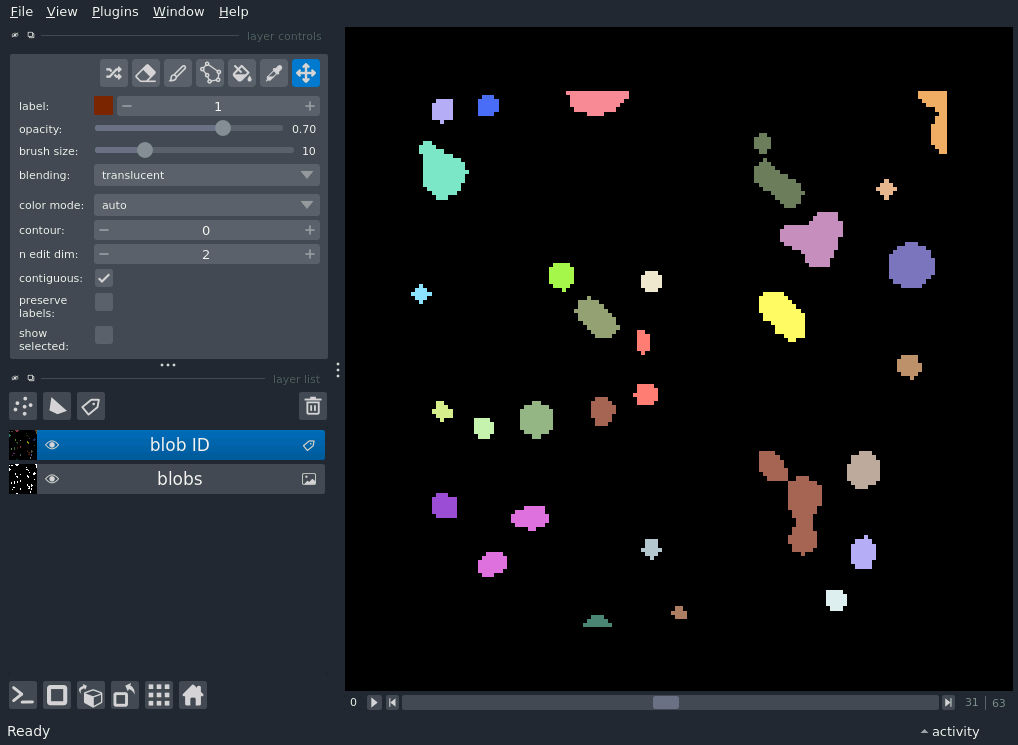 File View Plugins Window Help
layer controls
label: 1
opacity: 0.70
brush size: 10
blending: translucent
color mode: auto
contour: 0
n edit dim: 2
contiguous:
preserve
labels:
show
selected:
layer list
blob ID
blobs
0 31 | 63
Ready activity